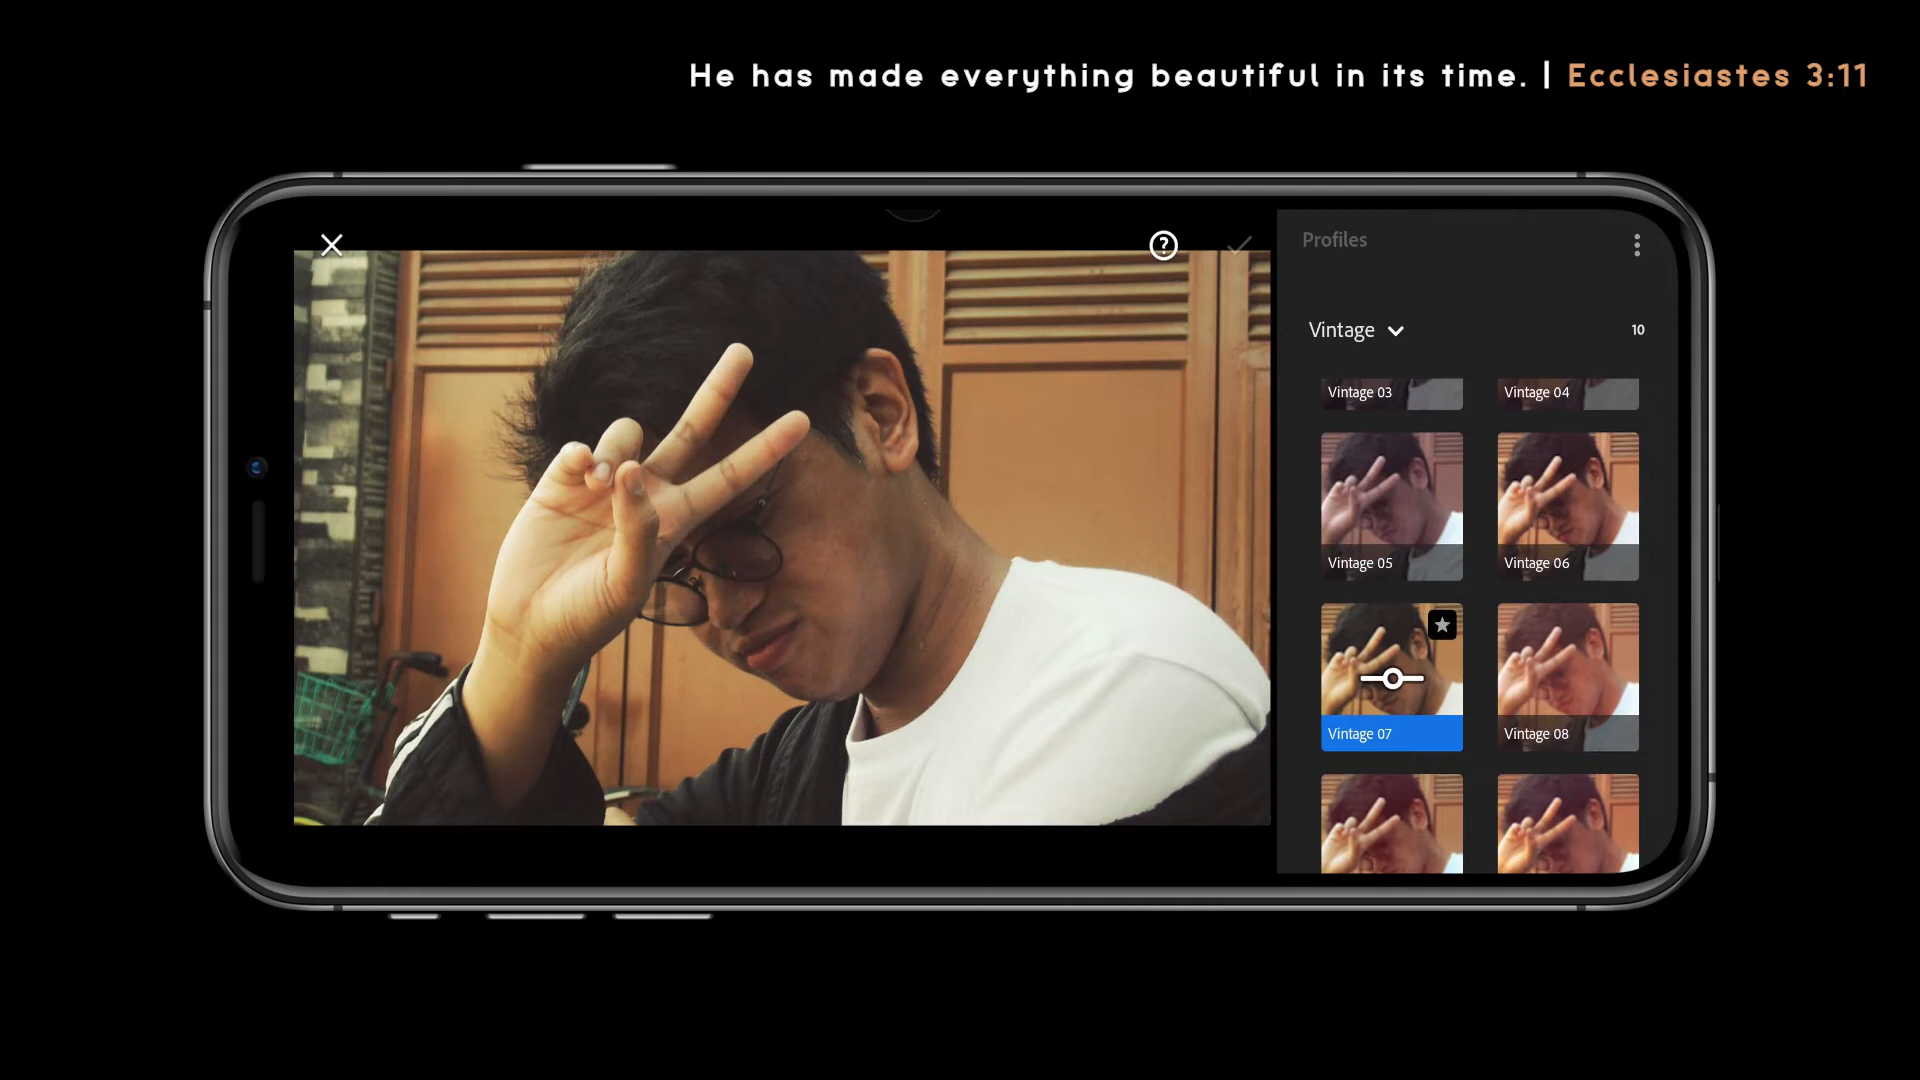 He has made everything beautiful in its time. | Ecclesiastes 3:11
Profiles
Vintage 10
Vintage 03 Vintage 04
Vintage 05 Vintage 06
Vintage 07 Vintage 08